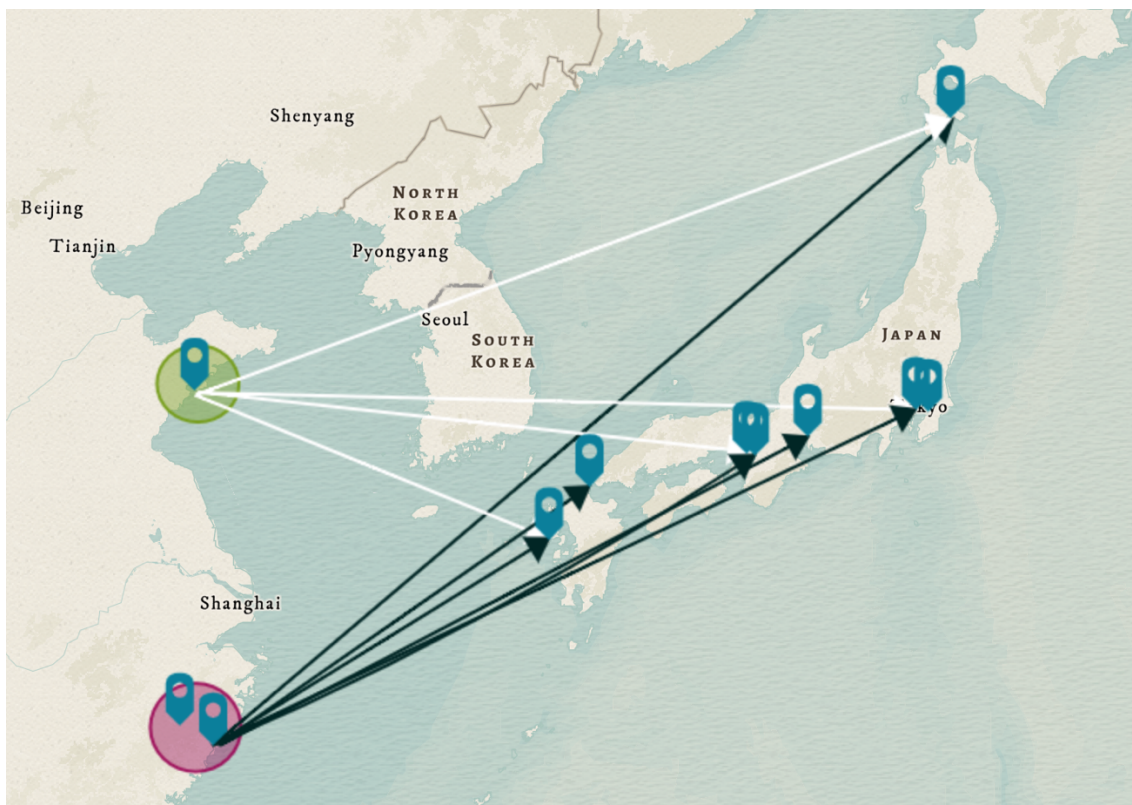 Shenyang
Beijing
Tianjin
NORTH
KOREA
Pyongyang
Seoul
SOUTH
KOREA
JAPAN
Shanghai